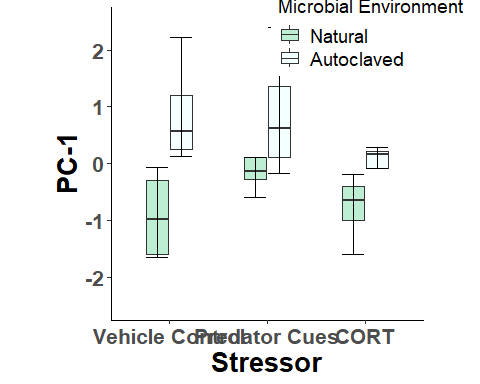 Microbial Environment
Natural
Autoclaved
PC-1
2
1
0
-1
-2
Vehicle Control Predator Cues CORT
Stressor